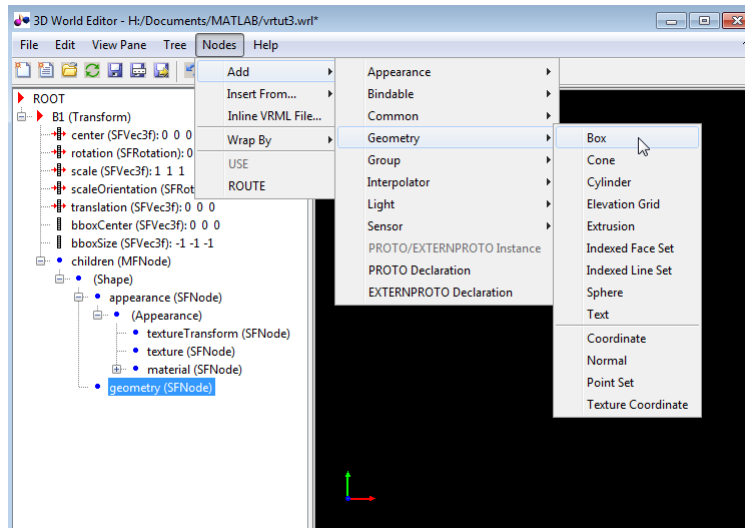 3D World Editor - H:/Documents/MATLAB/vrtut3.wrl*
File Edit View Pane Tree Nodes Help
ROOT
B1 (Transform)
center (SFVec3f): 0 0 0
rotation (SFRotation): 0
scale (SFVec3f): 1 1 1
scaleOrientation (SFRot
translation (SFVec3f): 0 0 0
bboxCenter (SFVec3f): 0 0 0
bboxSize (SFVec3f): -1 -1 -1
children (MFNode)
(Shape)
appearance (SFNode)
(Appearance)
textureTransform (SFNode)
texture (SFNode)
material (SFNode)
geometry (SFNode)
Add
Insert From...
Inline VRML File...
Wrap By
USE
ROUTE
Appearance
Bindable
Common
Geometry
Group
Interpolator
Light
Sensor
PROTO/EXTERNPROTO Instance
PROTO Declaration
EXTERNPROTO Declaration
Box
Cone
Cylinder
Elevation Grid
Extrusion
Indexed Face Set
Indexed Line Set
Sphere
Text
Coordinate
Normal
Point Set
Texture Coordinate